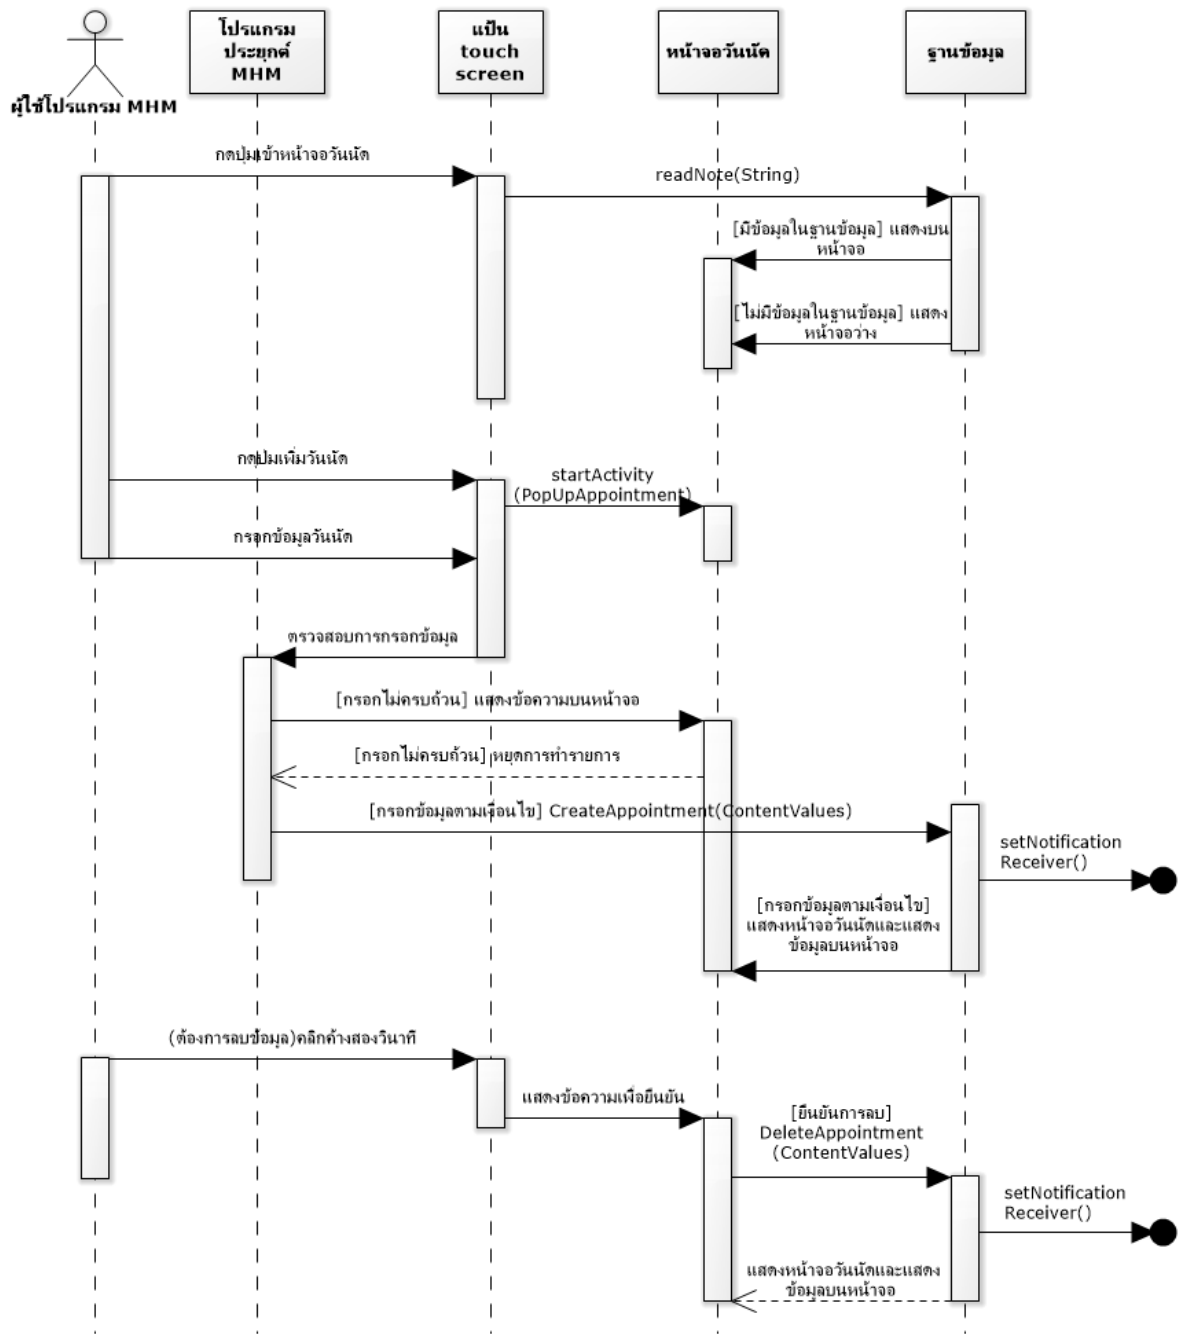 โปรแกรม
ประยุกต์
MHM
แป้น
touch
screen
หน้าจอวันนัด
ฐานข้อมูล
ผู้ใช้โปรแกรม MHM
กดปุ่มเข้าหน้าจอวันนัด
readNote(String)
[มีข้อมูลในฐานข้อมูล] แสดงบน
หน้าจอ
[ไม่มีข้อมูลในฐานข้อมูล] แสดง
หน้าจอว่าง
กดปุ่มเพิ่มวันนัด
startActivity
(PopUpAppointment)
กรอกข้อมูลวันนัด
ตรวจสอบการกรอกข้อมูล
[กรอกไม่ครบถ้วน] แสดงข้อความบนหน้าจอ
[กรอกไม่ครบถ้วน] หยุดการทำรายการ
[กรอกข้อมูลตามเงื่อนไข] CreateAppointment(ContentValues)
setNotification
Receiver()
[กรอกข้อมูลตามเงื่อนไข]
แสดงหน้าจอวันนัดและแสดง
ข้อมูลบนหน้าจอ
(ต้องการลบข้อมูล)คลิกค้างสองวินาที
แสดงข้อความเพื่อยืนยัน
[ยืนยันการลบ]
DeleteAppointment
(ContentValues)
setNotification
Receiver()
แสดงหน้าจอวันนัดและแสดง
ข้อมูลบนหน้าจอ